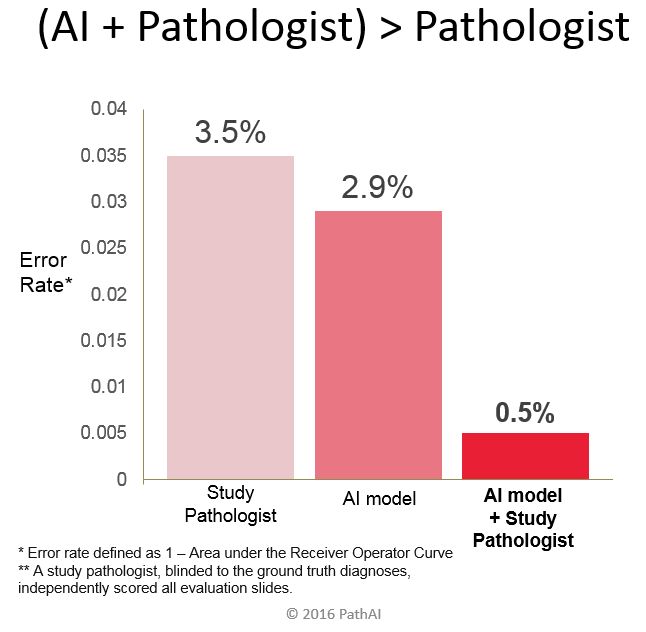 (AI + Pathologist) > Pathologist
0.04
0.035
0.03
0.025
0.02
0.015
0.01
0.005
0
Error
Rate*
3.5%
2.9%
0.5%
Study
Pathologist
AI model
AI model
+ Study
Pathologist
* Error rate defined as 1 – Area under the Receiver Operator Curve
** A study pathologist, blinded to the ground truth diagnoses,
independently scored all evaluation slides.
© 2016 PathAI